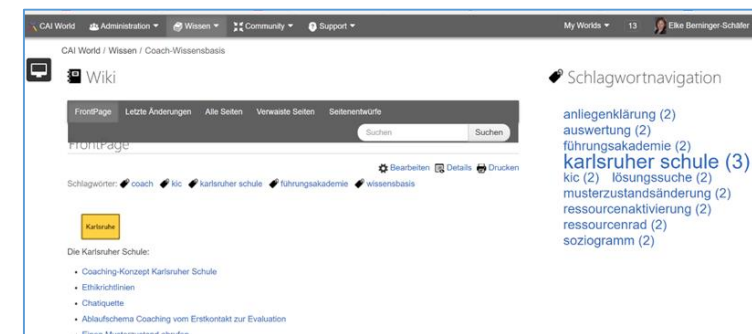 CAI World Administration Wissen Community Support My Worlds 13 Elke Berninger-Schäfer
CAI World / Wissen / Coach-Wissensbasis
Wiki
FrontPage Letzte Änderungen Alle Seiten Verwaiste Seiten Seitenentwürfe
Suchen Suchen
FrontPage
Bearbeiten Details Drucken
Schlagwörter: coach kic karlsruher schule führungsakademie wissensbasis
Karlsruhe
Die Karlsruher Schule:
• Coaching-Konzept Karlsruher Schule
• Ethikrichtlinien
• Chatiquette
• Ablaufschema Coaching vom Erstkontakt zur Evaluation
• Einen Musterzustand abrufen
Schlagwortnavigation
anliegenklärung (2)
auswertung (2)
führungsakademie (2)
karlsruher schule (3)
kic (2) lösungssuche (2)
musterzustandsänderung (2)
ressourcenaktivierung (2)
ressourcenrad (2)
soziogramm (2)